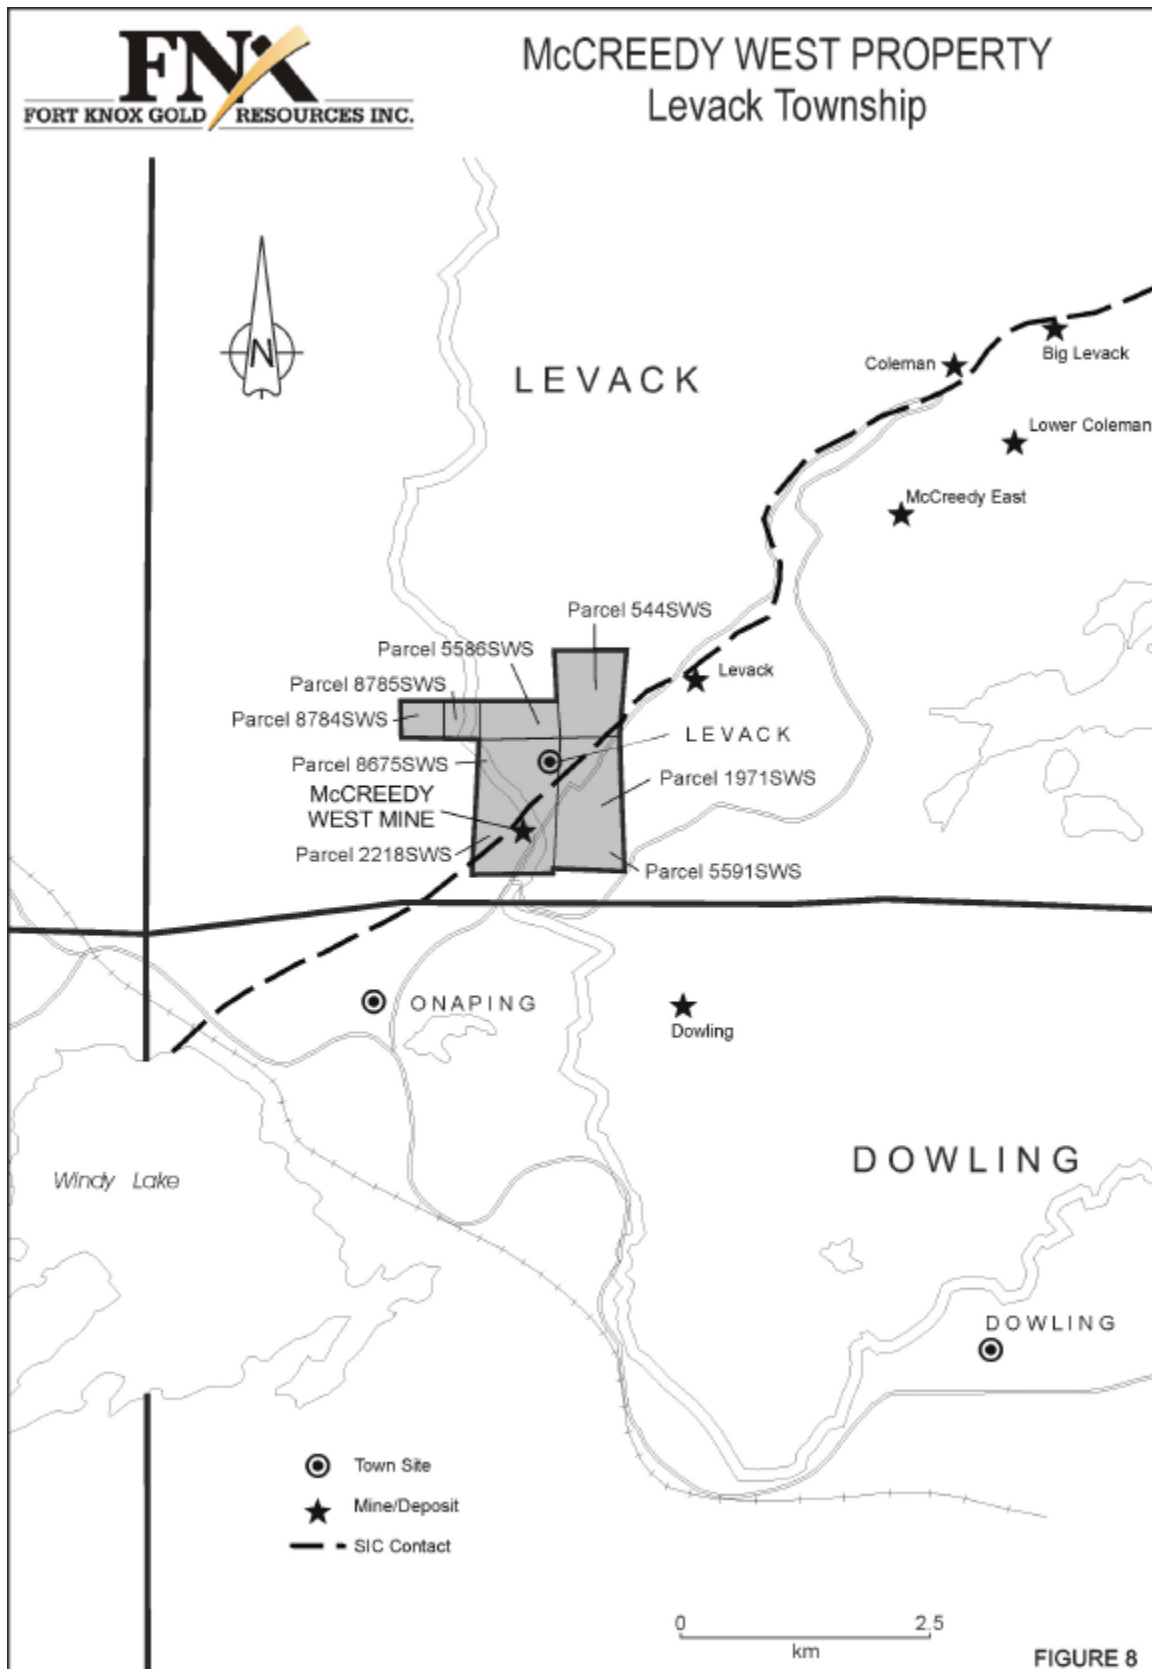 FNX
FORT KNOX GOLD RESOURCES INC.
McCREEDY WEST PROPERTY
Levack Township
N
LEVACK
Big Levack
Coleman
Lower Coleman
McCreedy East
Parcel 544SWS
Parcel 5586SWS
Levack
Parcel 8785SWS
Parcel 8784SWS
LEVACK
Parcel 8675SWS
Parcel 1971SWS
McCREEDY
WEST MINE
Parcel 2218SWS
Parcel 5591SWS
ONAPING
Dowling
DOWLING
Windy Lake
DOWLING
Town Site
Mine/Deposit
SIC Contact
0 2.5
km
FIGURE 8